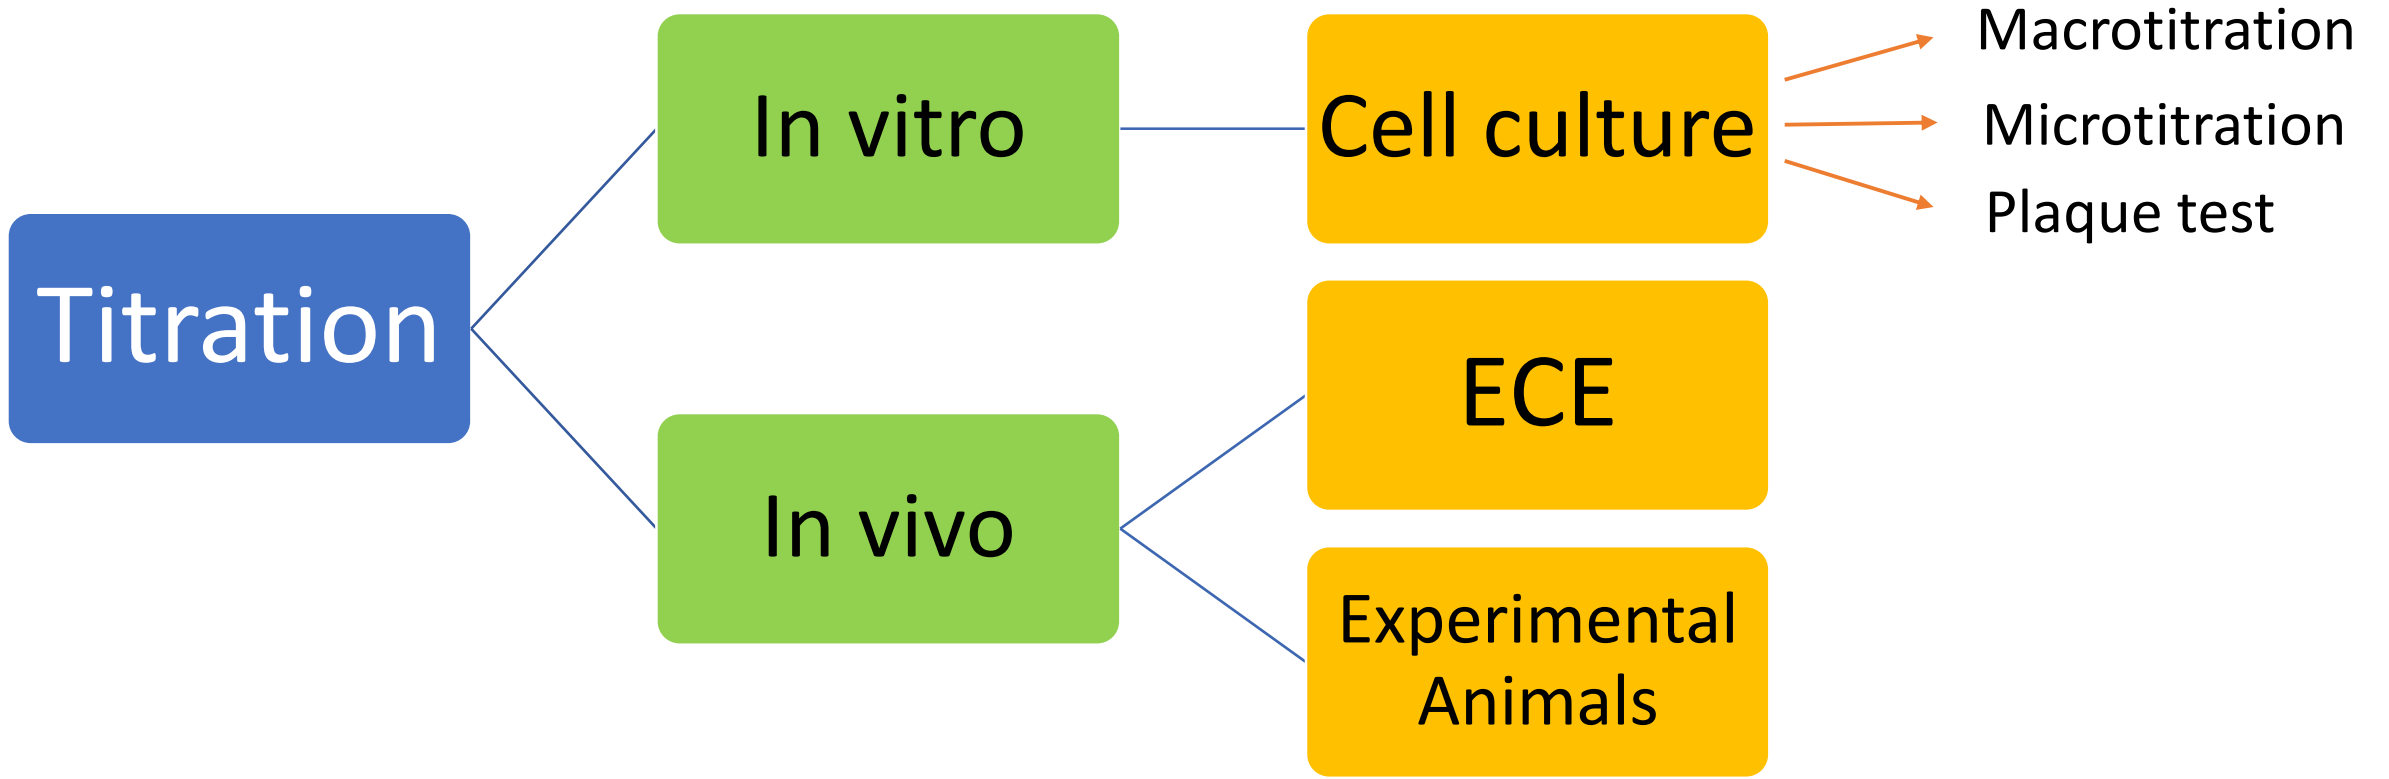 Titration
In vitro
In vivo
Cell culture
ECE
Experimental
Animals
Macrotitration
Microtitration
Plaque test